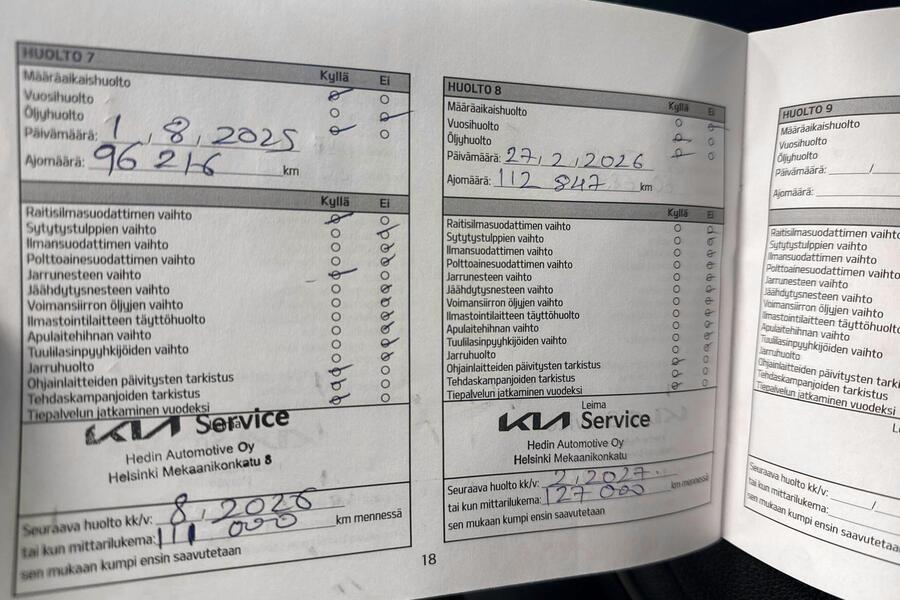 HUOLTO 7
Kyllä Ei
Määräaikaishuolto
Vuosihuolto
Öljyhuolto
Päivämäärä: 1, 8, 2025
Ajomäärä: 96 216 km
Kyllä Ei
Raitisilmasuodattimen vaihto
Sytytystulppien vaihto
Ilmansuodattimen vaihto
Polttoainesuodattimen vaihto
Jarrunesteen vaihto
Jäähdytysnesteen vaihto
Voimansiirron öljyjen vaihto
Ilmastointilaitteen täyttöhuolto
Apulaitehihnan vaihto
Tuulilasinpyyhkijöiden vaihto
Jarruhuolto
Ohjainlaitteiden päivitysten tarkistus
Tehdaskampanjoiden tarkistus
Tiepalvelun jatkaminen vuodeksi
KIA Service
Hedin Automotive Oy
Helsinki Mekaanikonkatu 8
Seuraava huolto kk/v: 8, 2026
tai kun mittarilukema: 111 000 km mennessä
sen mukaan kumpi ensin saavutetaan
HUOLTO 8
Kyllä Ei
Määräaikaishuolto
Vuosihuolto
Öljyhuolto
Päivämäärä: 27, 2, 2026
Ajomäärä: 112 847 km
Kyllä Ei
Raitisilmasuodattimen vaihto
Sytytystulppien vaihto
Ilmansuodattimen vaihto
Polttoainesuodattimen vaihto
Jarrunesteen vaihto
Jäähdytysnesteen vaihto
Voimansiirron öljyjen vaihto
Ilmastointilaitteen täyttöhuolto
Apulaitehihnan vaihto
Tuulilasinpyyhkijöiden vaihto
Jarruhuolto
Ohjainlaitteiden päivitysten tarkistus
Tehdaskampanjoiden tarkistus
Tiepalvelun jatkaminen vuodeksi
Leima
KIA Service
Hedin Automotive Oy
Helsinki Mekaanikonkatu
Seuraava huolto kk/v: 2, 2027
tai kun mittarilukema: 127 000 km mennessä
sen mukaan kumpi ensin saavutetaan
18
HUOLTO 9
Määräaikaishuolto
Vuosihuolto
Öljyhuolto
Päivämäärä: /
Ajomäärä:
Raitisilmasuodattimen vaihto
Sytytystulppien vaihto
Ilmansuodattimen vaihto
Polttoainesuodattimen vaihto
Jarrunesteen vaihto
Jäähdytysnesteen vaihto
Voimansiirron öljyjen vaihto
Ilmastointilaitteen täyttöhuolto
Apulaitehihnan vaihto
Tuulilasinpyyhkijöiden vaihto
Jarruhuolto
Ohjainlaitteiden päivitysten tarki
Tehdaskampanjoiden tarkistus
Tiepalvelun jatkaminen vuodeksi
Seuraava huolto kk/v: /
tai kun mittarilukema:
sen mukaan kumpi ensin saavuteta